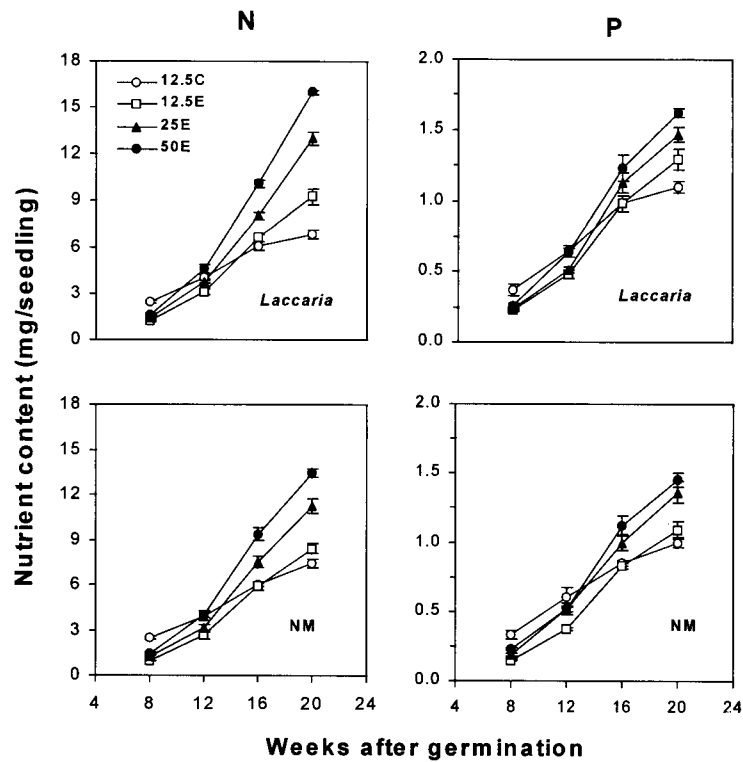 N
P
18
15
12
9
6
3
0
12.5C
12.5E
25E
50E
Laccaria
2.0
1.5
1.0
0.5
0.0
Laccaria
Nutrient content (mg/seedling)
18
15
12
9
6
3
0
NM
4 8 12 16 20 24
2.0
1.5
1.0
0.5
0.0
NM
4 8 12 16 20 24
Weeks after germination